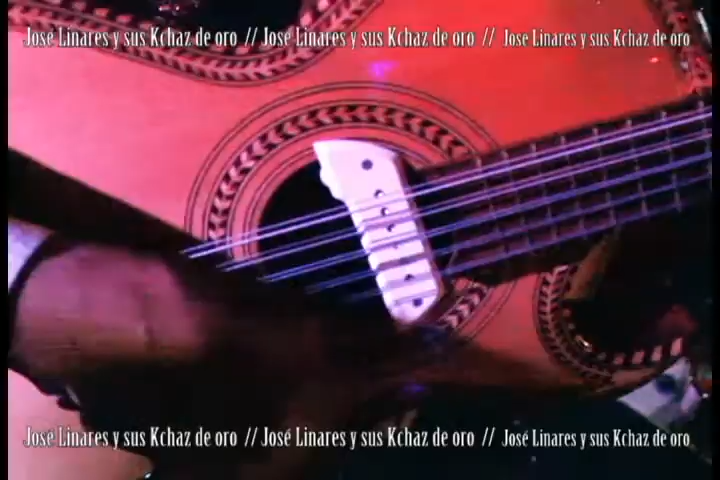 José Linares y sus Kchaz de oro // José Linares y sus Kchaz de oro // Jose Linares y sus Kchaz de oro
José Linares y sus Kchaz de oro // José Linares y sus Kchaz de oro // José Linares y sus Kchaz de oro